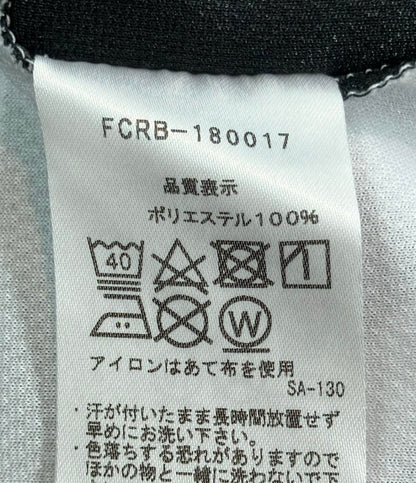 FCRB-180017
品質表示
ポリエステル100%
40
W
アイロンはあて布を使用
SA-130
・汗が付いたまま長時間放置せず
早めにお洗い下さい。
・色落ちする恐れがありますので
ほかの物と一緒に洗わないで下